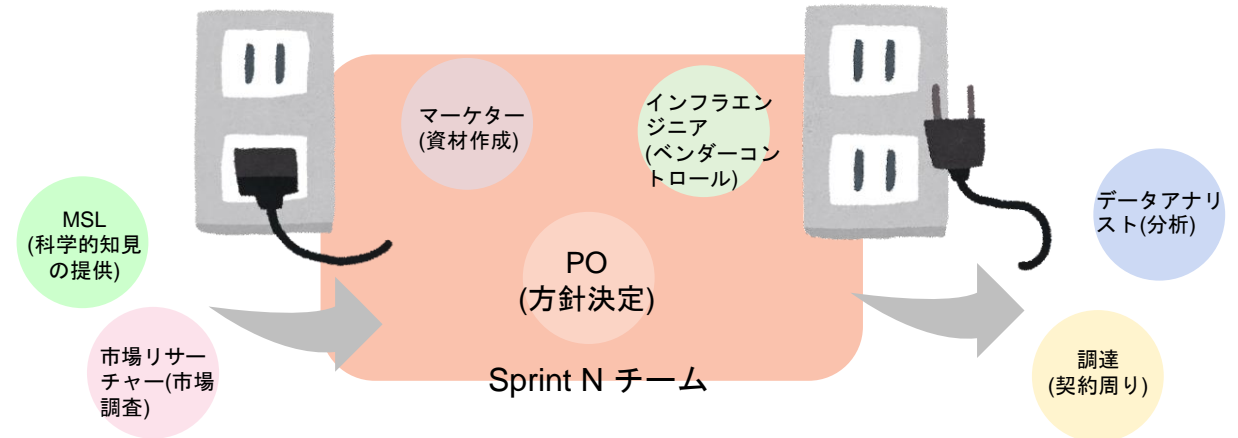 マーケター
(資材作成)
インフラエン
ジニア
(ベンダーコン
トロール)
MSL
(科学的知見
の提供)
データアナリ
スト(分析)
PO
(方針決定)
市場リサー
チャー(市場
調査)
調達
(契約周り)
Sprint N チーム